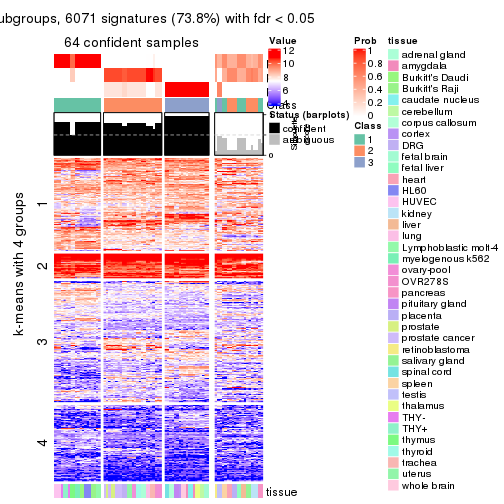 ubgroups, 6071 signatures (73.8%) with fdr < 0.05
64 confident samples
k-means with 4 groups
1
2
3
4
tissue
Value
12
10
8
6
4
Class
Status (barplots)
confident
ambiguous
0
Prob
1
0.8
0.6
0.4
0.2
0
Class
1
2
3
tissue
adrenal gland
amygdala
Burkitt's Daudi
Burkitt's Raji
caudate nucleus
cerebellum
corpus callosum
cortex
DRG
fetal brain
fetal liver
heart
HL60
HUVEC
kidney
liver
lung
Lymphoblastic molt-4
myelogenous k562
ovary-pool
OVR278S
pancreas
pituitary gland
placenta
prostate
prostate cancer
retinoblastoma
salivary gland
spinal cord
spleen
testis
thalamus
THY-
THY+
thymus
thyroid
trachea
uterus
whole brain